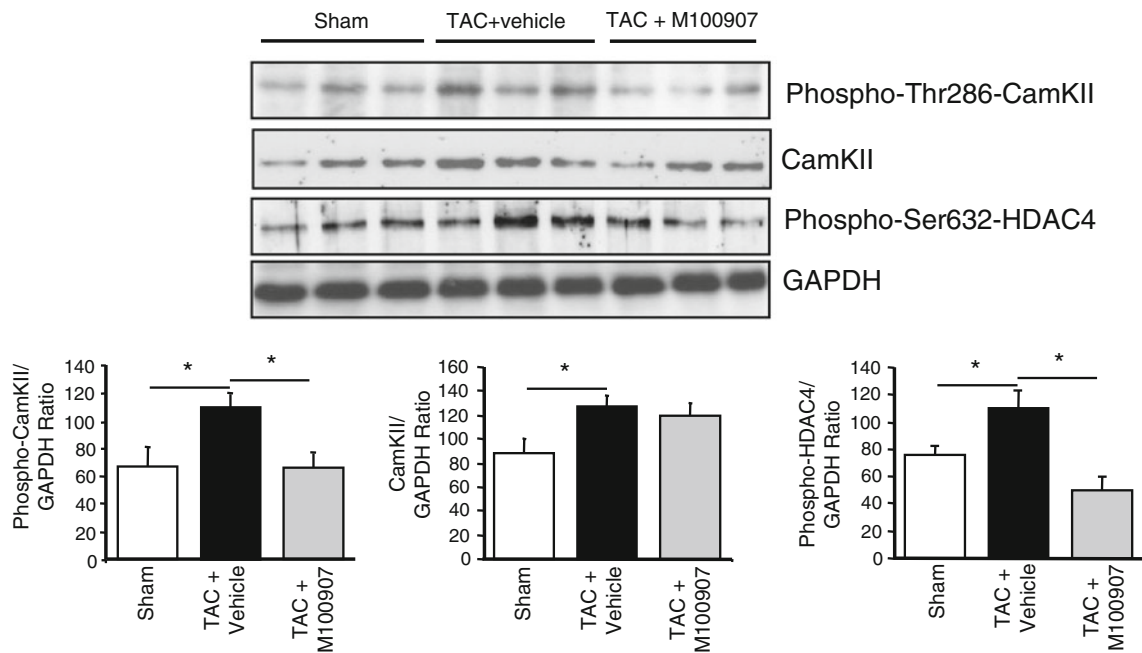 Sham TAC+vehicle TAC + M100907
Phospho-Thr286-CamKII
CamKII
Phospho-Ser632-HDAC4
GAPDH
Phospho-CamKII/
GAPDH Ratio
140
120
100
80
60
40
20
0
*
*
Sham
TAC +
Vehicle
TAC +
M100907
CamKII/
GAPDH Ratio
160
140
120
100
80
60
40
20
0
*
Sham
TAC +
Vehicle
TAC +
M100907
Phospho-HDAC4/
GAPDH Ratio
140
120
100
80
60
40
20
0
*
*
Sham
TAC +
Vehicle
TAC +
M100907